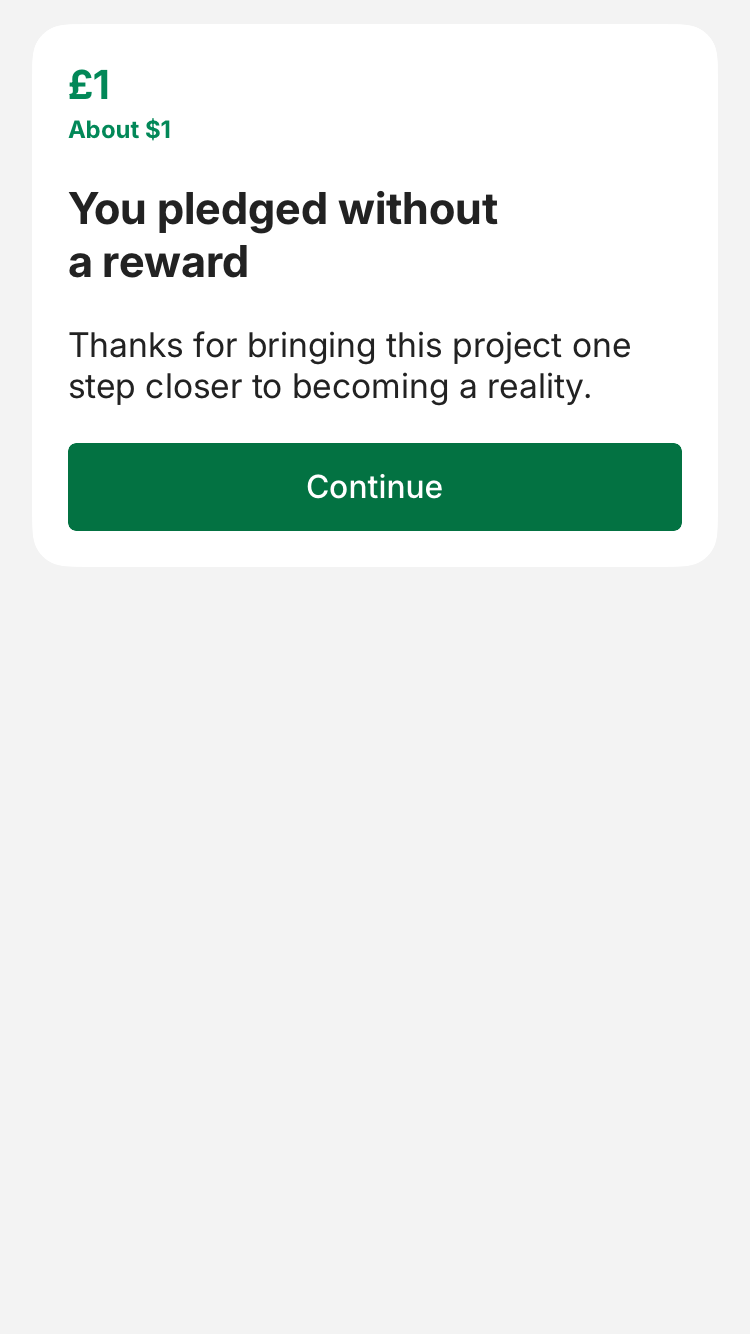 £1
About $1
You pledged without
a reward
Thanks for bringing this project one
step closer to becoming a reality.
Continue